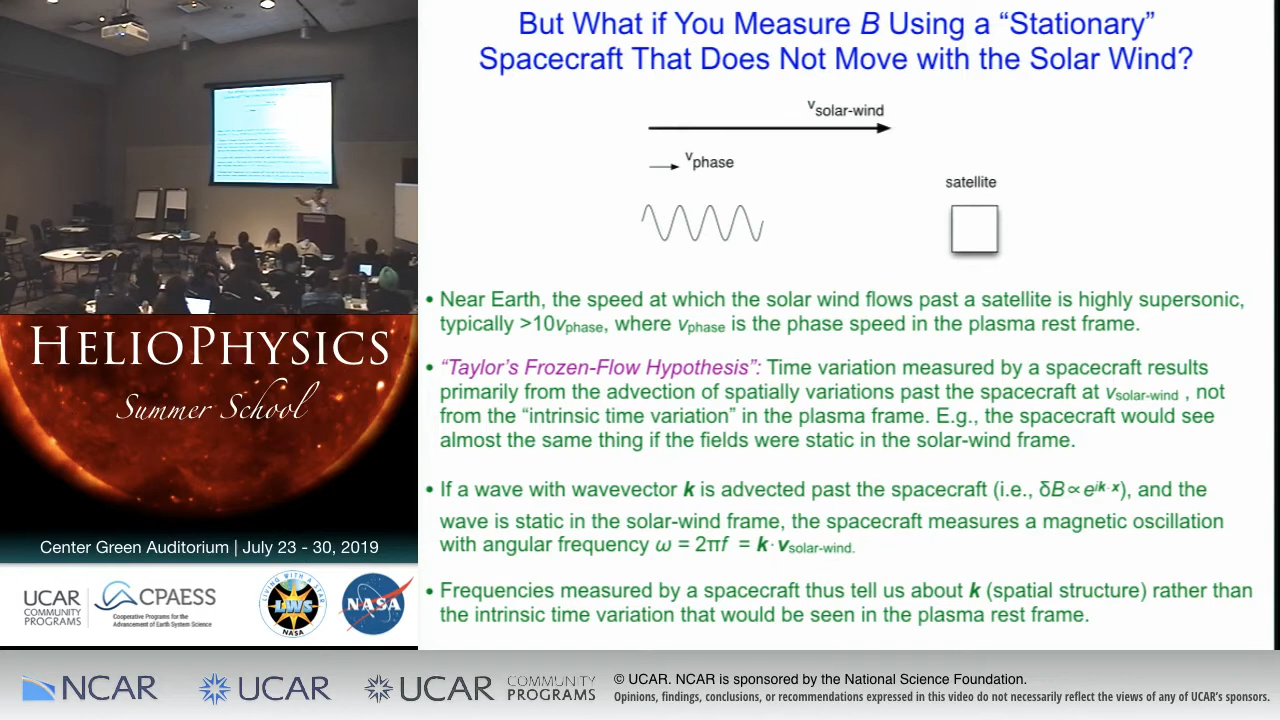 But What if You Measure B Using a “Stationary”
Spacecraft That Does Not Move with the Solar Wind?
vsolar-wind
vphase
satellite
• Near Earth, the speed at which the solar wind flows past a satellite is highly supersonic,
typically >10vphase, where vphase is the phase speed in the plasma rest frame.
• “Taylor’s Frozen-Flow Hypothesis”: Time variation measured by a spacecraft results
primarily from the advection of spatially variations past the spacecraft at vsolar-wind , not
from the “intrinsic time variation” in the plasma frame. E.g., the spacecraft would see
almost the same thing if the fields were static in the solar-wind frame.
• If a wave with wavevector k is advected past the spacecraft (i.e., δB∝e^ik·x), and the
wave is static in the solar-wind frame, the spacecraft measures a magnetic oscillation
with angular frequency ω = 2πf = k·vsolar-wind.
• Frequencies measured by a spacecraft thus tell us about k (spatial structure) rather than
the intrinsic time variation that would be seen in the plasma rest frame.
HELIOPHYSICS
Summer School
Center Green Auditorium | July 23 - 30, 2019
UCAR
COMMUNITY
PROGRAMS
CPAESS
Cooperative Programs for the
Advancement of Earth System Science
LIVING WITH A STAR
LWS
NASA
NASA
NCAR
UCAR
UCAR
COMMUNITY
PROGRAMS
© UCAR. NCAR is sponsored by the National Science Foundation.
Opinions, findings, conclusions, or recommendations expressed in this video do not necessarily reflect the views of any of UCAR’s sponsors.